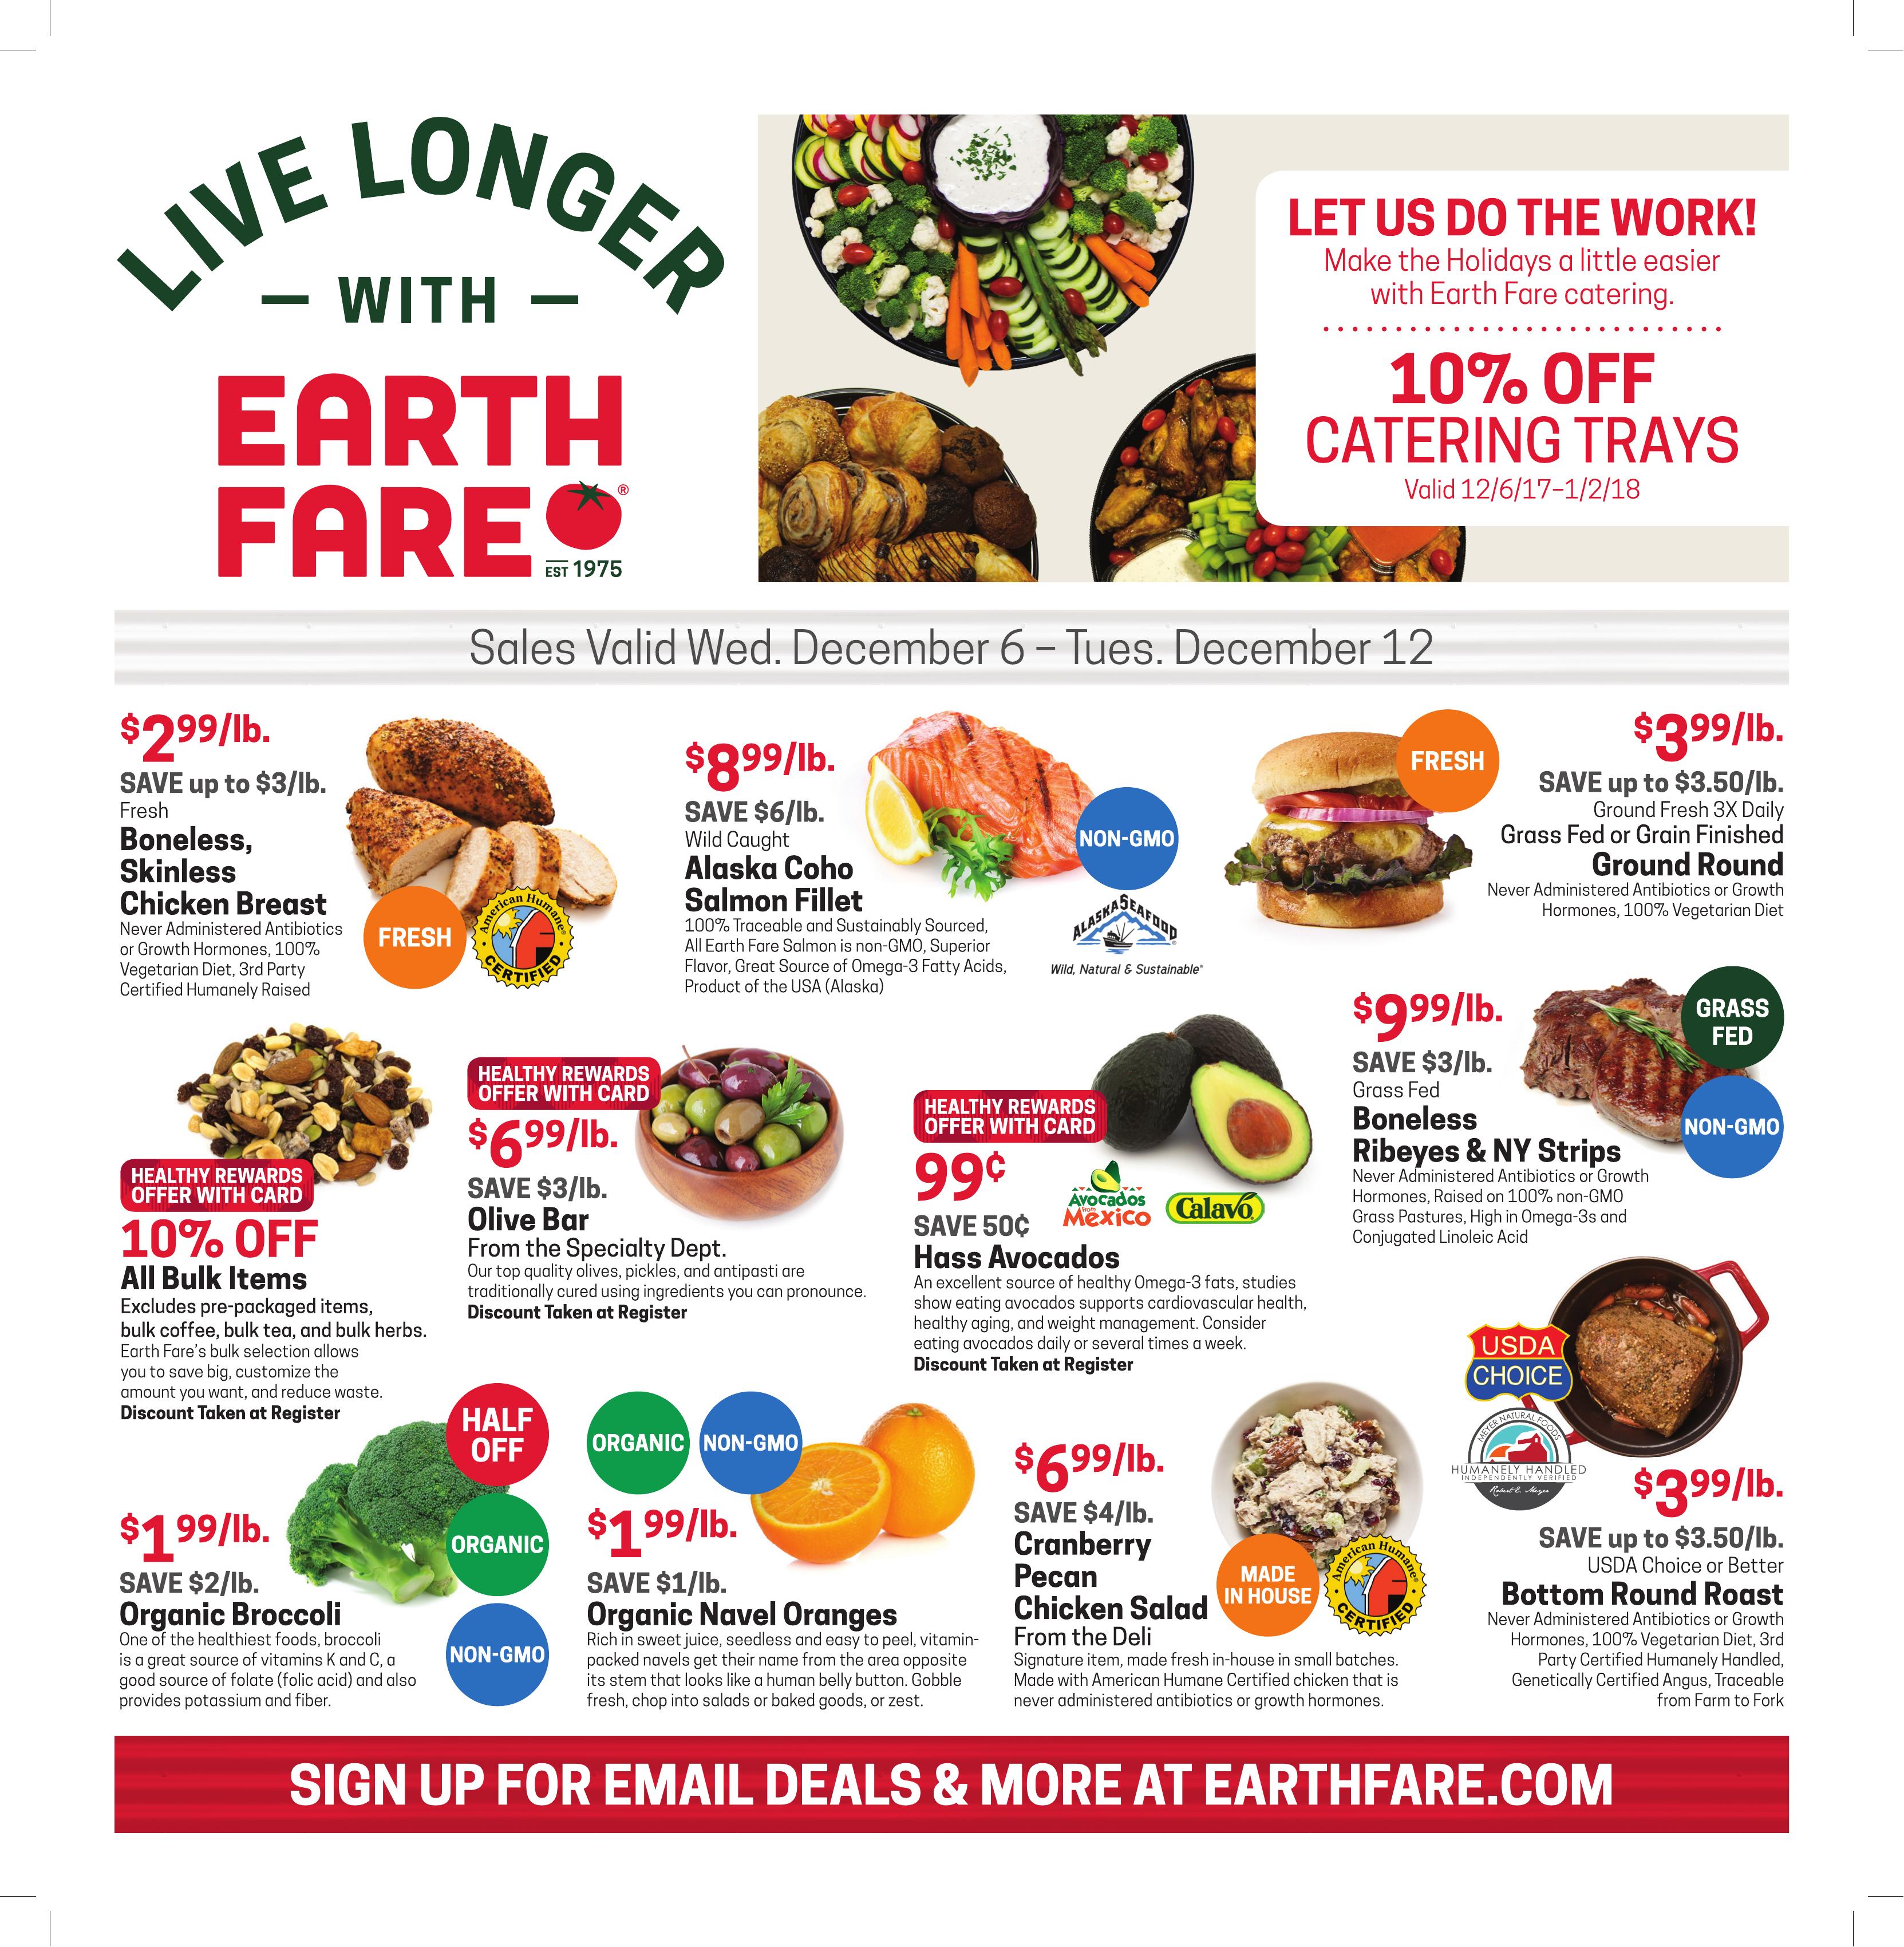 LIVE LONGER
— WITH —
EARTH
FARE®
EST 1975
LET US DO THE WORK!
Make the Holidays a little easier
with Earth Fare catering.
10% OFF
CATERING TRAYS
Valid 12/6/17–1/2/18
Sales Valid Wed. December 6 – Tues. December 12
$2.99/lb.
SAVE up to $3/lb.
Fresh
Boneless,
Skinless
Chicken Breast
Never Administered Antibiotics
or Growth Hormones, 100%
Vegetarian Diet, 3rd Party
Certified Humanely Raised
FRESH
American Humane®
CERTIFIED
$8.99/lb.
SAVE $6/lb.
Wild Caught
Alaska Coho
Salmon Fillet
100% Traceable and Sustainably Sourced,
All Earth Fare Salmon is non-GMO, Superior
Flavor, Great Source of Omega-3 Fatty Acids,
Product of the USA (Alaska)
NON-GMO
ALASKA SEAFOOD
Wild, Natural & Sustainable®
FRESH
$3.99/lb.
SAVE up to $3.50/lb.
Ground Fresh 3X Daily
Grass Fed or Grain Finished
Ground Round
Never Administered Antibiotics or Growth
Hormones, 100% Vegetarian Diet
HEALTHY REWARDS
OFFER WITH CARD
10% OFF
All Bulk Items
Excludes pre-packaged items,
bulk coffee, bulk tea, and bulk herbs.
Earth Fare's bulk selection allows
you to save big, customize the
amount you want, and reduce waste.
Discount Taken at Register
HEALTHY REWARDS
OFFER WITH CARD
$6.99/lb.
SAVE $3/lb.
Olive Bar
From the Specialty Dept.
Our top quality olives, pickles, and antipasti are
traditionally cured using ingredients you can pronounce.
Discount Taken at Register
HEALTHY REWARDS
OFFER WITH CARD
99¢
SAVE 50¢
Hass Avocados
An excellent source of healthy Omega-3 fats, studies
show eating avocados supports cardiovascular health,
healthy aging, and weight management. Consider
eating avocados daily or several times a week.
Discount Taken at Register
Avocados
from
Mexico
Calavo
$9.99/lb.
SAVE $3/lb.
Grass Fed
Boneless
Ribeyes & NY Strips
Never Administered Antibiotics or Growth
Hormones, Raised on 100% non-GMO
Grass Pastures, High in Omega-3s and
Conjugated Linoleic Acid
GRASS
FED
NON-GMO
HALF
OFF
ORGANIC
NON-GMO
$1.99/lb.
SAVE $2/lb.
Organic Broccoli
One of the healthiest foods, broccoli
is a great source of vitamins K and C, a
good source of folate (folic acid) and also
provides potassium and fiber.
ORGANIC
NON-GMO
$1.99/lb.
SAVE $1/lb.
Organic Navel Oranges
Rich in sweet juice, seedless and easy to peel, vitamin-
packed navels get their name from the area opposite
its stem that looks like a human belly button. Gobble
fresh, chop into salads or baked goods, or zest.
$6.99/lb.
SAVE $4/lb.
Cranberry
Pecan
Chicken Salad
From the Deli
Signature item, made fresh in-house in small batches.
Made with American Humane Certified chicken that is
never administered antibiotics or growth hormones.
MADE
IN HOUSE
American Humane®
CERTIFIED
USDA
CHOICE
MEYER NATURAL FOODS
HUMANELY HANDLED
INDEPENDENTLY VERIFIED
Robert E. Meyer
$3.99/lb.
SAVE up to $3.50/lb.
USDA Choice or Better
Bottom Round Roast
Never Administered Antibiotics or Growth
Hormones, 100% Vegetarian Diet, 3rd
Party Certified Humanely Handled,
Genetically Certified Angus, Traceable
from Farm to Fork
SIGN UP FOR EMAIL DEALS & MORE AT EARTHFARE.COM